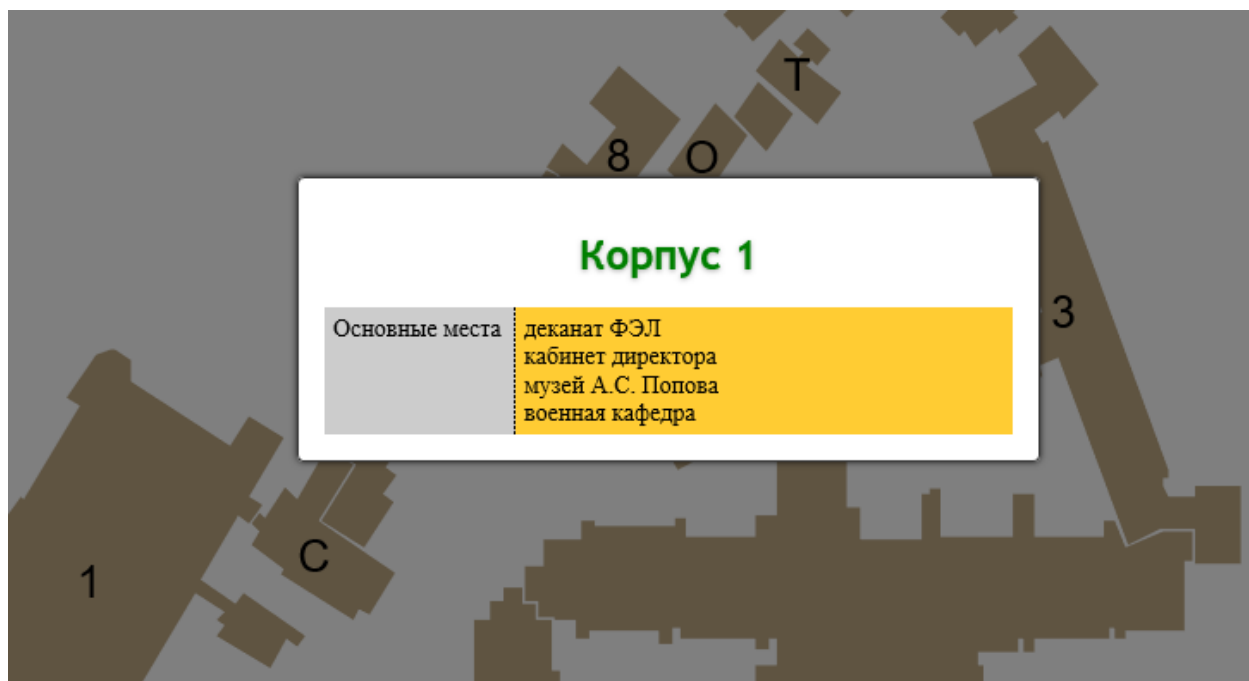 Т
8
О
Корпус 1
Основные места
деканат ФЭЛ
кабинет директора
музей А.С. Попова
военная кафедра
3
С
1